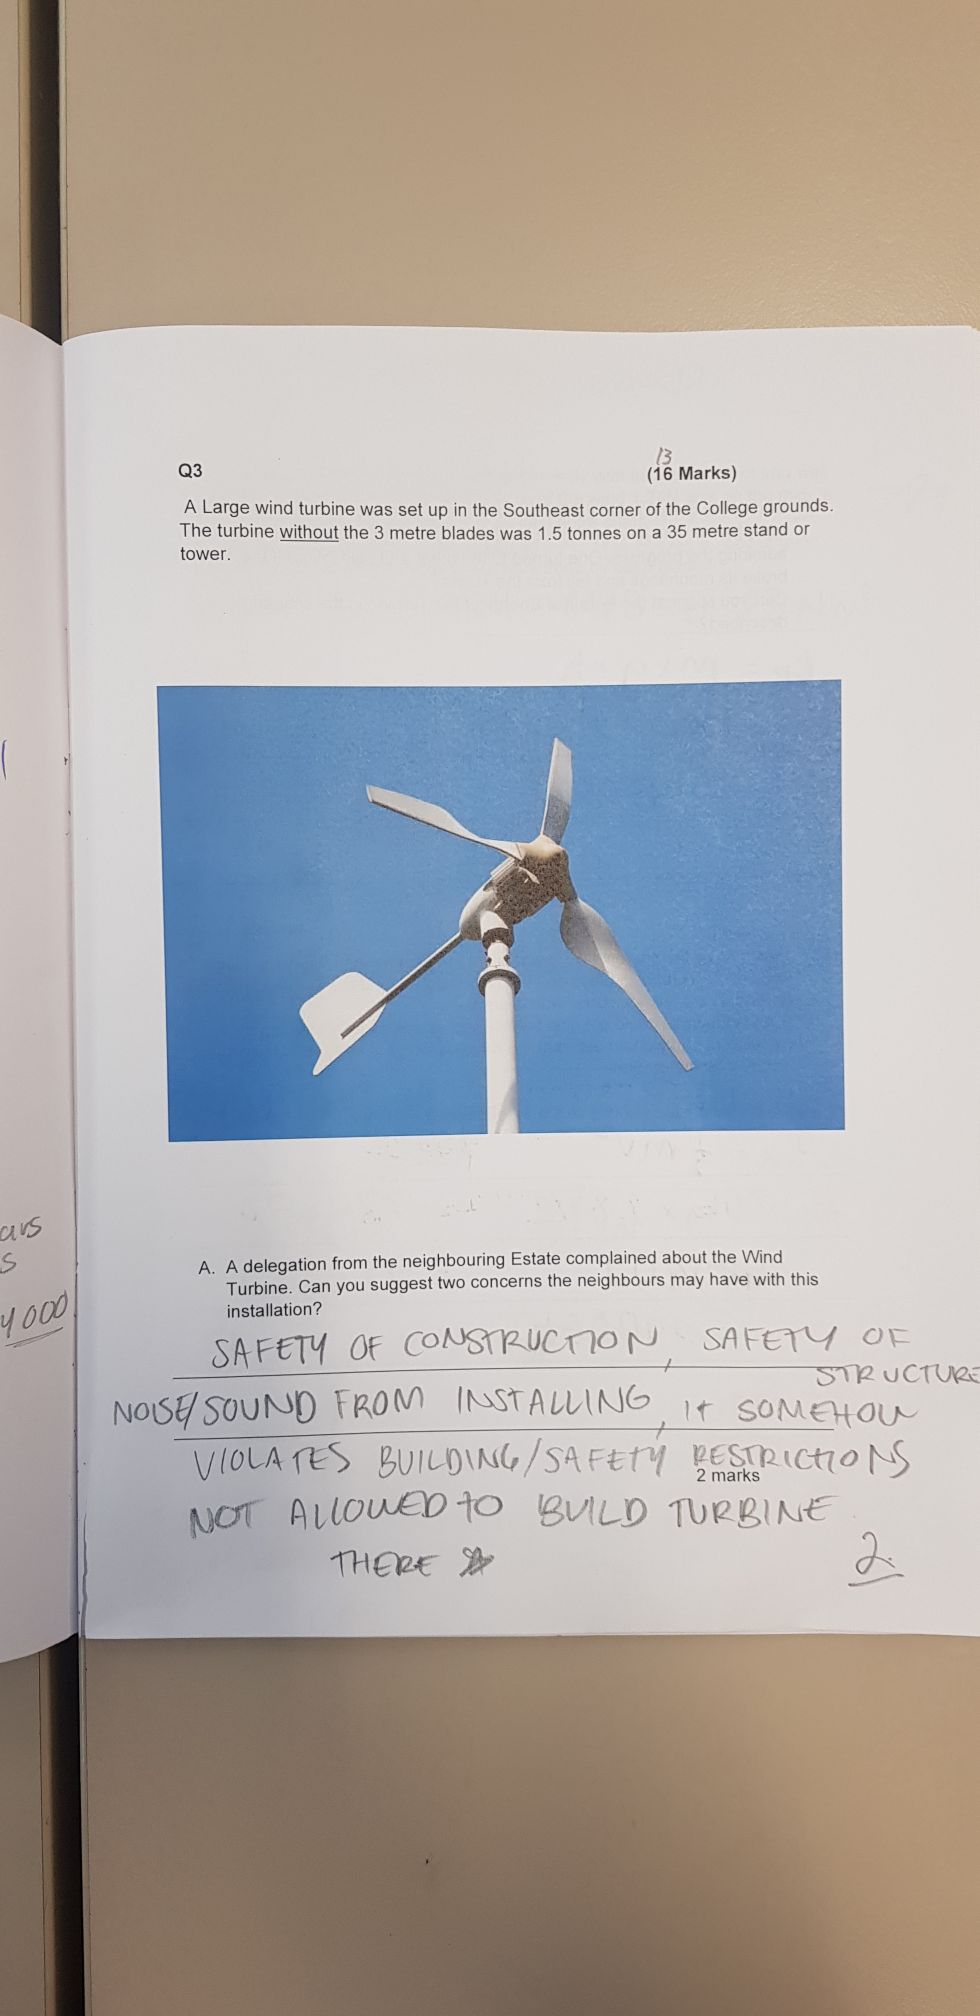 Q3
13
(16 Marks)
A Large wind turbine was set up in the Southeast corner of the College grounds.
The turbine without the 3 metre blades was 1.5 tonnes on a 35 metre stand or
tower.
ars
s
4000
A. A delegation from the neighbouring Estate complained about the Wind
Turbine. Can you suggest two concerns the neighbours may have with this
installation?
SAFETY OF CONSTRUCTION, SAFETY OF
STRUCTURE
NOISE/SOUND FROM INSTALLING, It SOMEHOW
VIOLATES BUILDING/SAFETY RESTRICTIONS
2 marks
NOT ALLOWED to BUILD TURBINE
THERE
2